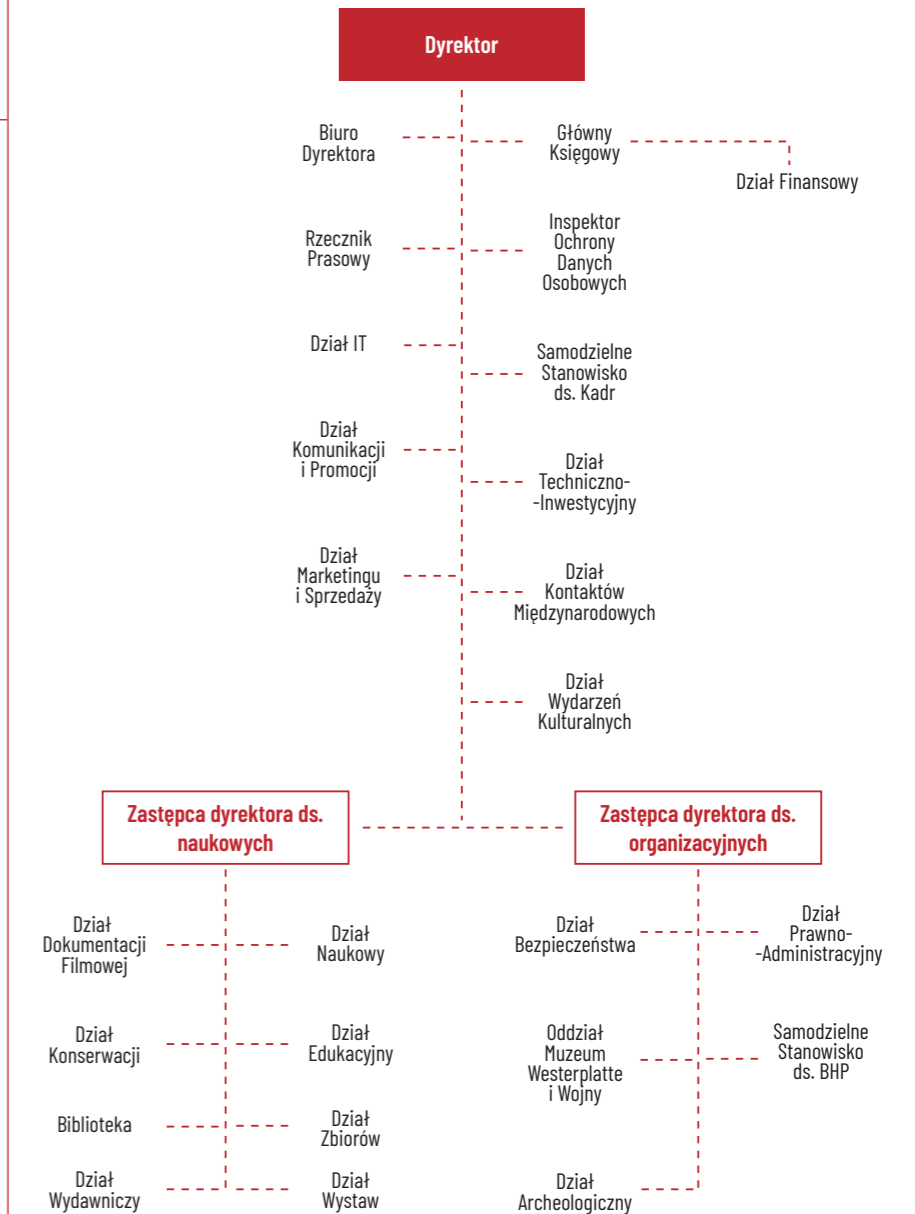 Dyrektor
Biuro
Dyrektora
Główny
Księgowy
Dział Finansowy
Rzecznik
Prasowy
Inspektor
Ochrony
Danych
Osobowych
Dział IT
Samodzielne
Stanowisko
ds. Kadr
Dział
Komunikacji
i Promocji
Dział
Techniczno-
-Inwestycyjny
Dział
Marketingu
i Sprzedaży
Dział
Kontaktów
Międzynarodowych
Dział
Wydarzeń
Kulturalnych
Zastępca dyrektora ds.
naukowych
Zastępca dyrektora ds.
organizacyjnych
Dział
Dokumentacji
Filmowej
Dział
Naukowy
Dział
Bezpieczeństwa
Dział
Prawno-
-Administracyjny
Dział
Konserwacji
Dział
Edukacyjny
Oddział
Muzeum
Westerplatte
i Wojny
Samodzielne
Stanowisko
ds. BHP
Biblioteka
Dział
Zbiorów
Dział
Wydawniczy
Dział
Wystaw
Dział
Archeologiczny